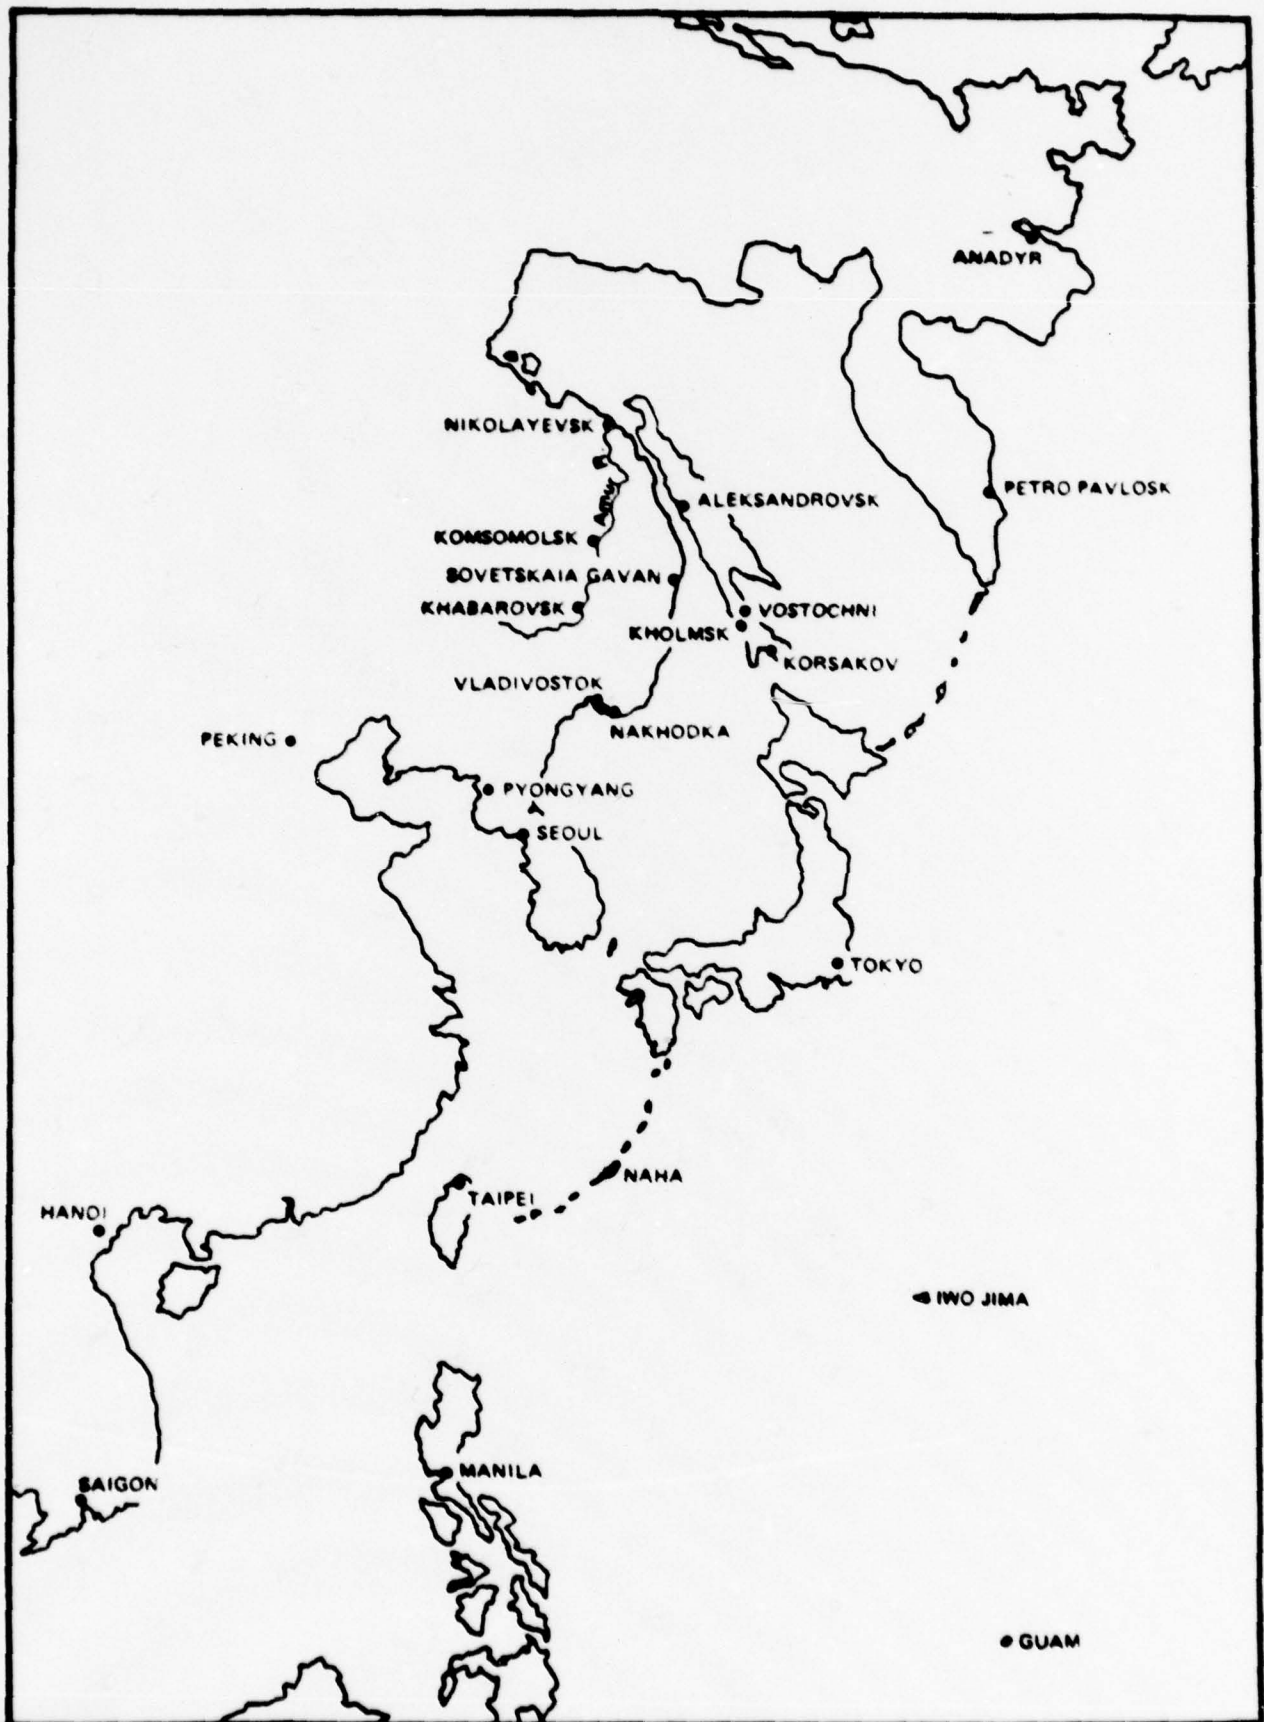 ANADYR
NIKOLAYEVSK
PETRO PAVLOSK
ALEKSANDROVSK
Amur
KOMSOMOLSK
SOVETSKAIA GAVAN
KHABAROVSK
VOSTOCHNI
KHOLMSK
KORSAKOV
VLADIVOSTOK
NAKHODKA
PEKING
PYONGYANG
SEOUL
TOKYO
NAHA
TAIPEI
HANOI
IWO JIMA
MANILA
SAIGON
GUAM